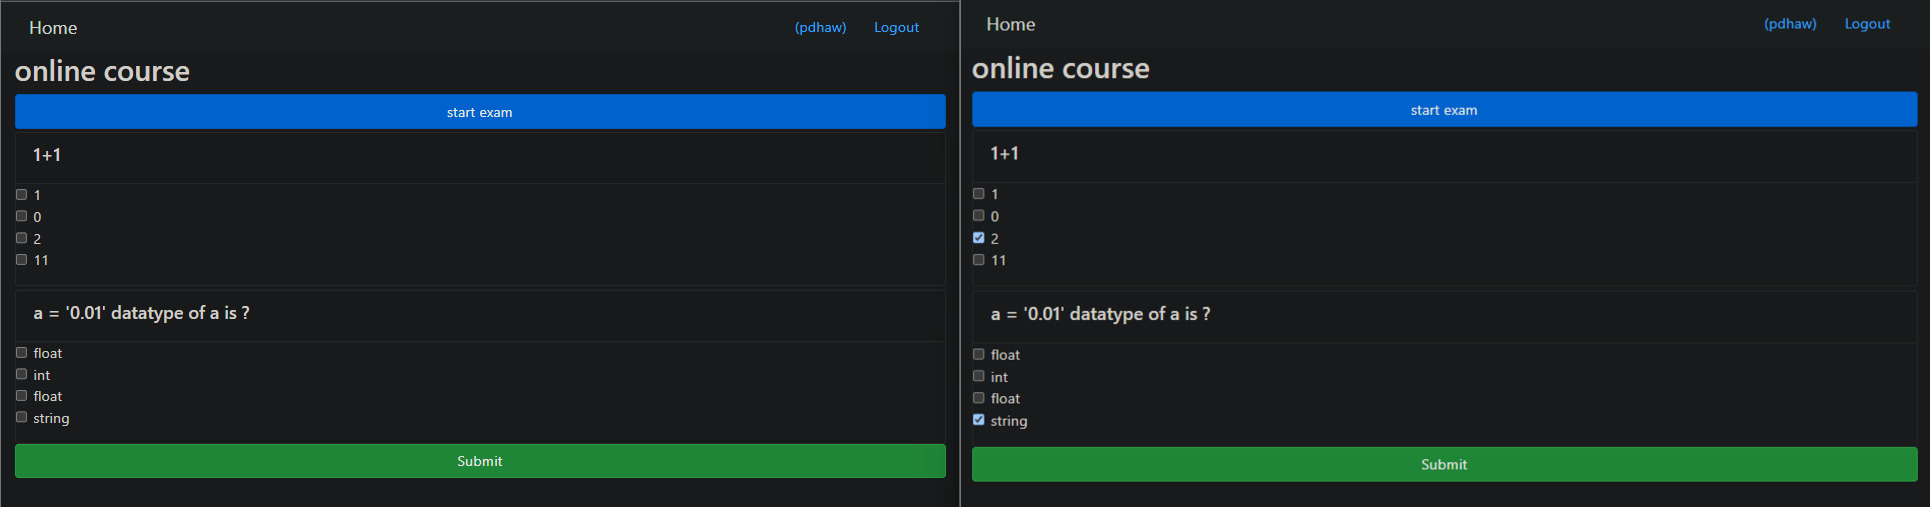 Home (pdhaw) Logout
online course
start exam
1+1
1
0
2
11
a = '0.01' datatype of a is ?
float
int
float
string
Submit
Home (pdhaw) Logout
online course
start exam
1+1
1
0
2
11
a = '0.01' datatype of a is ?
float
int
float
string
Submit